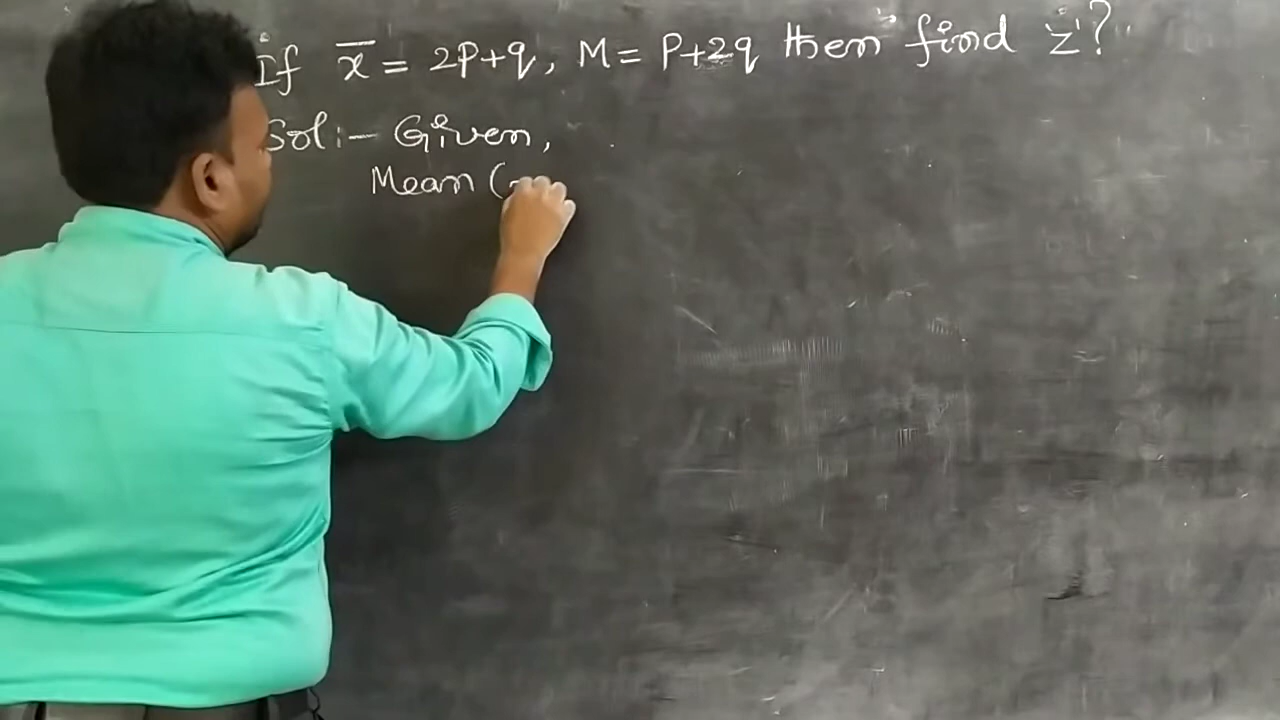 If x̅ = 2P+q, M = P+2q then find 'z'?
Sol:- Given,
Mean (